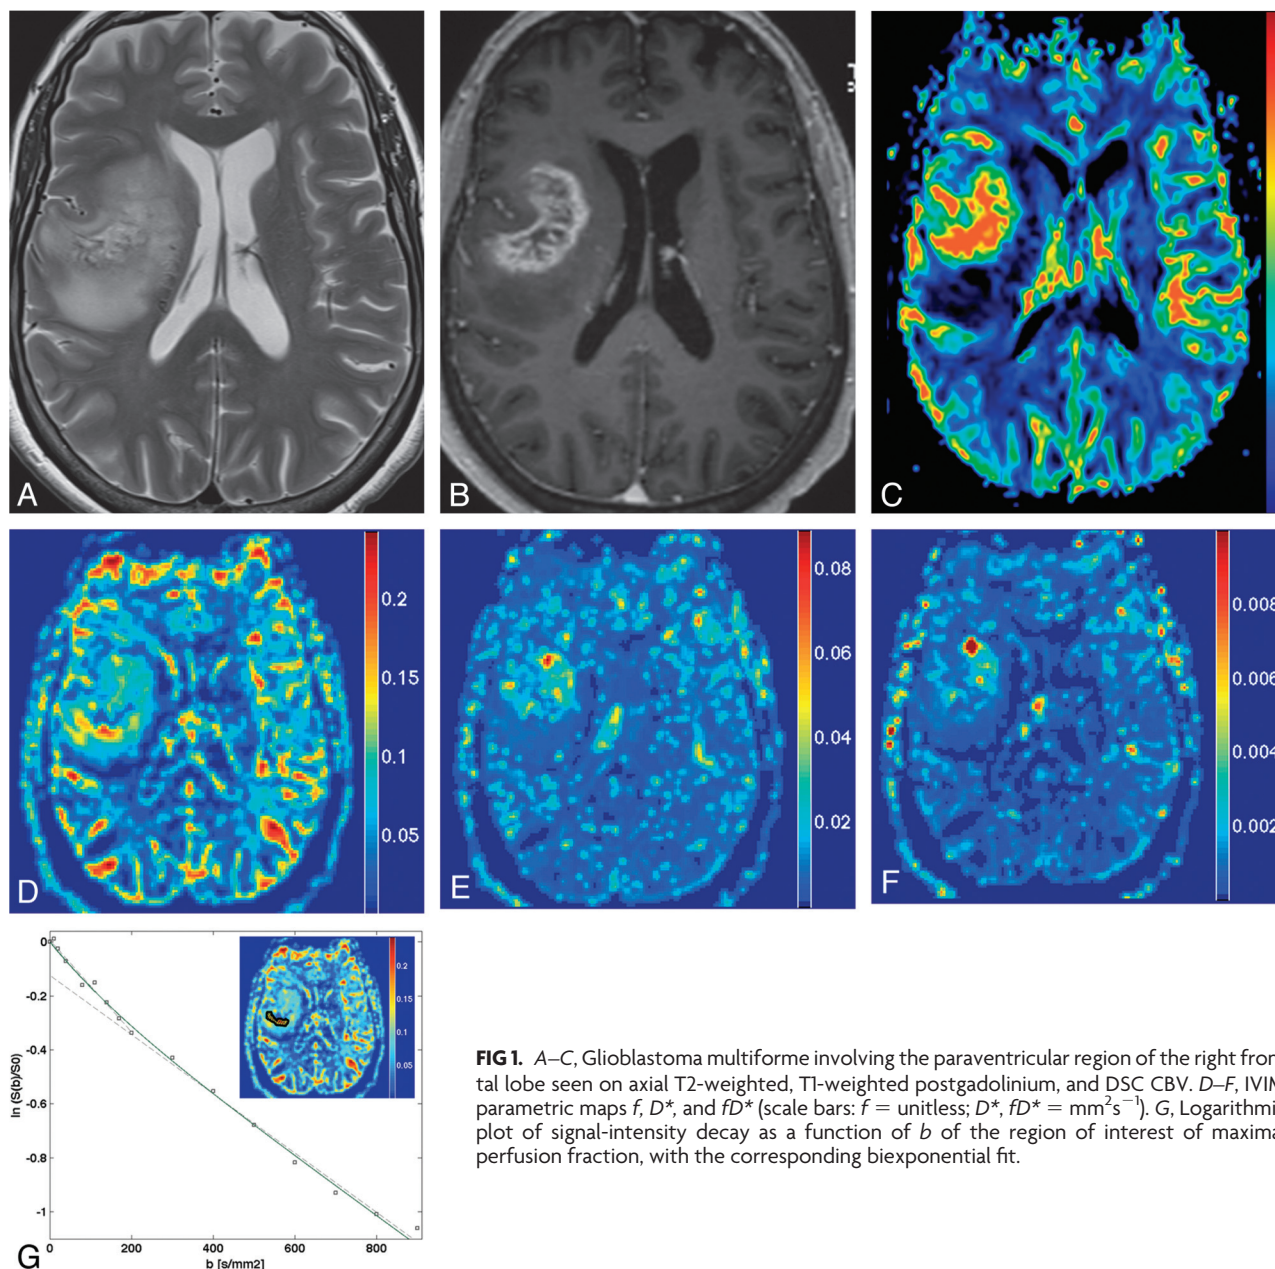 A
B
C
0.2
0.15
0.1
0.05
D
0.08
0.06
0.04
0.02
E
0.008
0.006
0.004
0.002
F
0
-0.2
-0.4
-0.6
-0.8
-1
ln (S(b)/S0)
0.2
0.15
0.1
0.05
0 200 400 600 800
b [s/mm2]
G
FIG 1. A–C, Glioblastoma multiforme involving the paraventricular region of the right fron
tal lobe seen on axial T2-weighted, T1-weighted postgadolinium, and DSC CBV. D–F, IVIM
parametric maps f, D*, and fD* (scale bars: f = unitless; D*, fD* = mm²s⁻¹). G, Logarithmi
plot of signal-intensity decay as a function of b of the region of interest of maxima
perfusion fraction, with the corresponding biexponential fit.